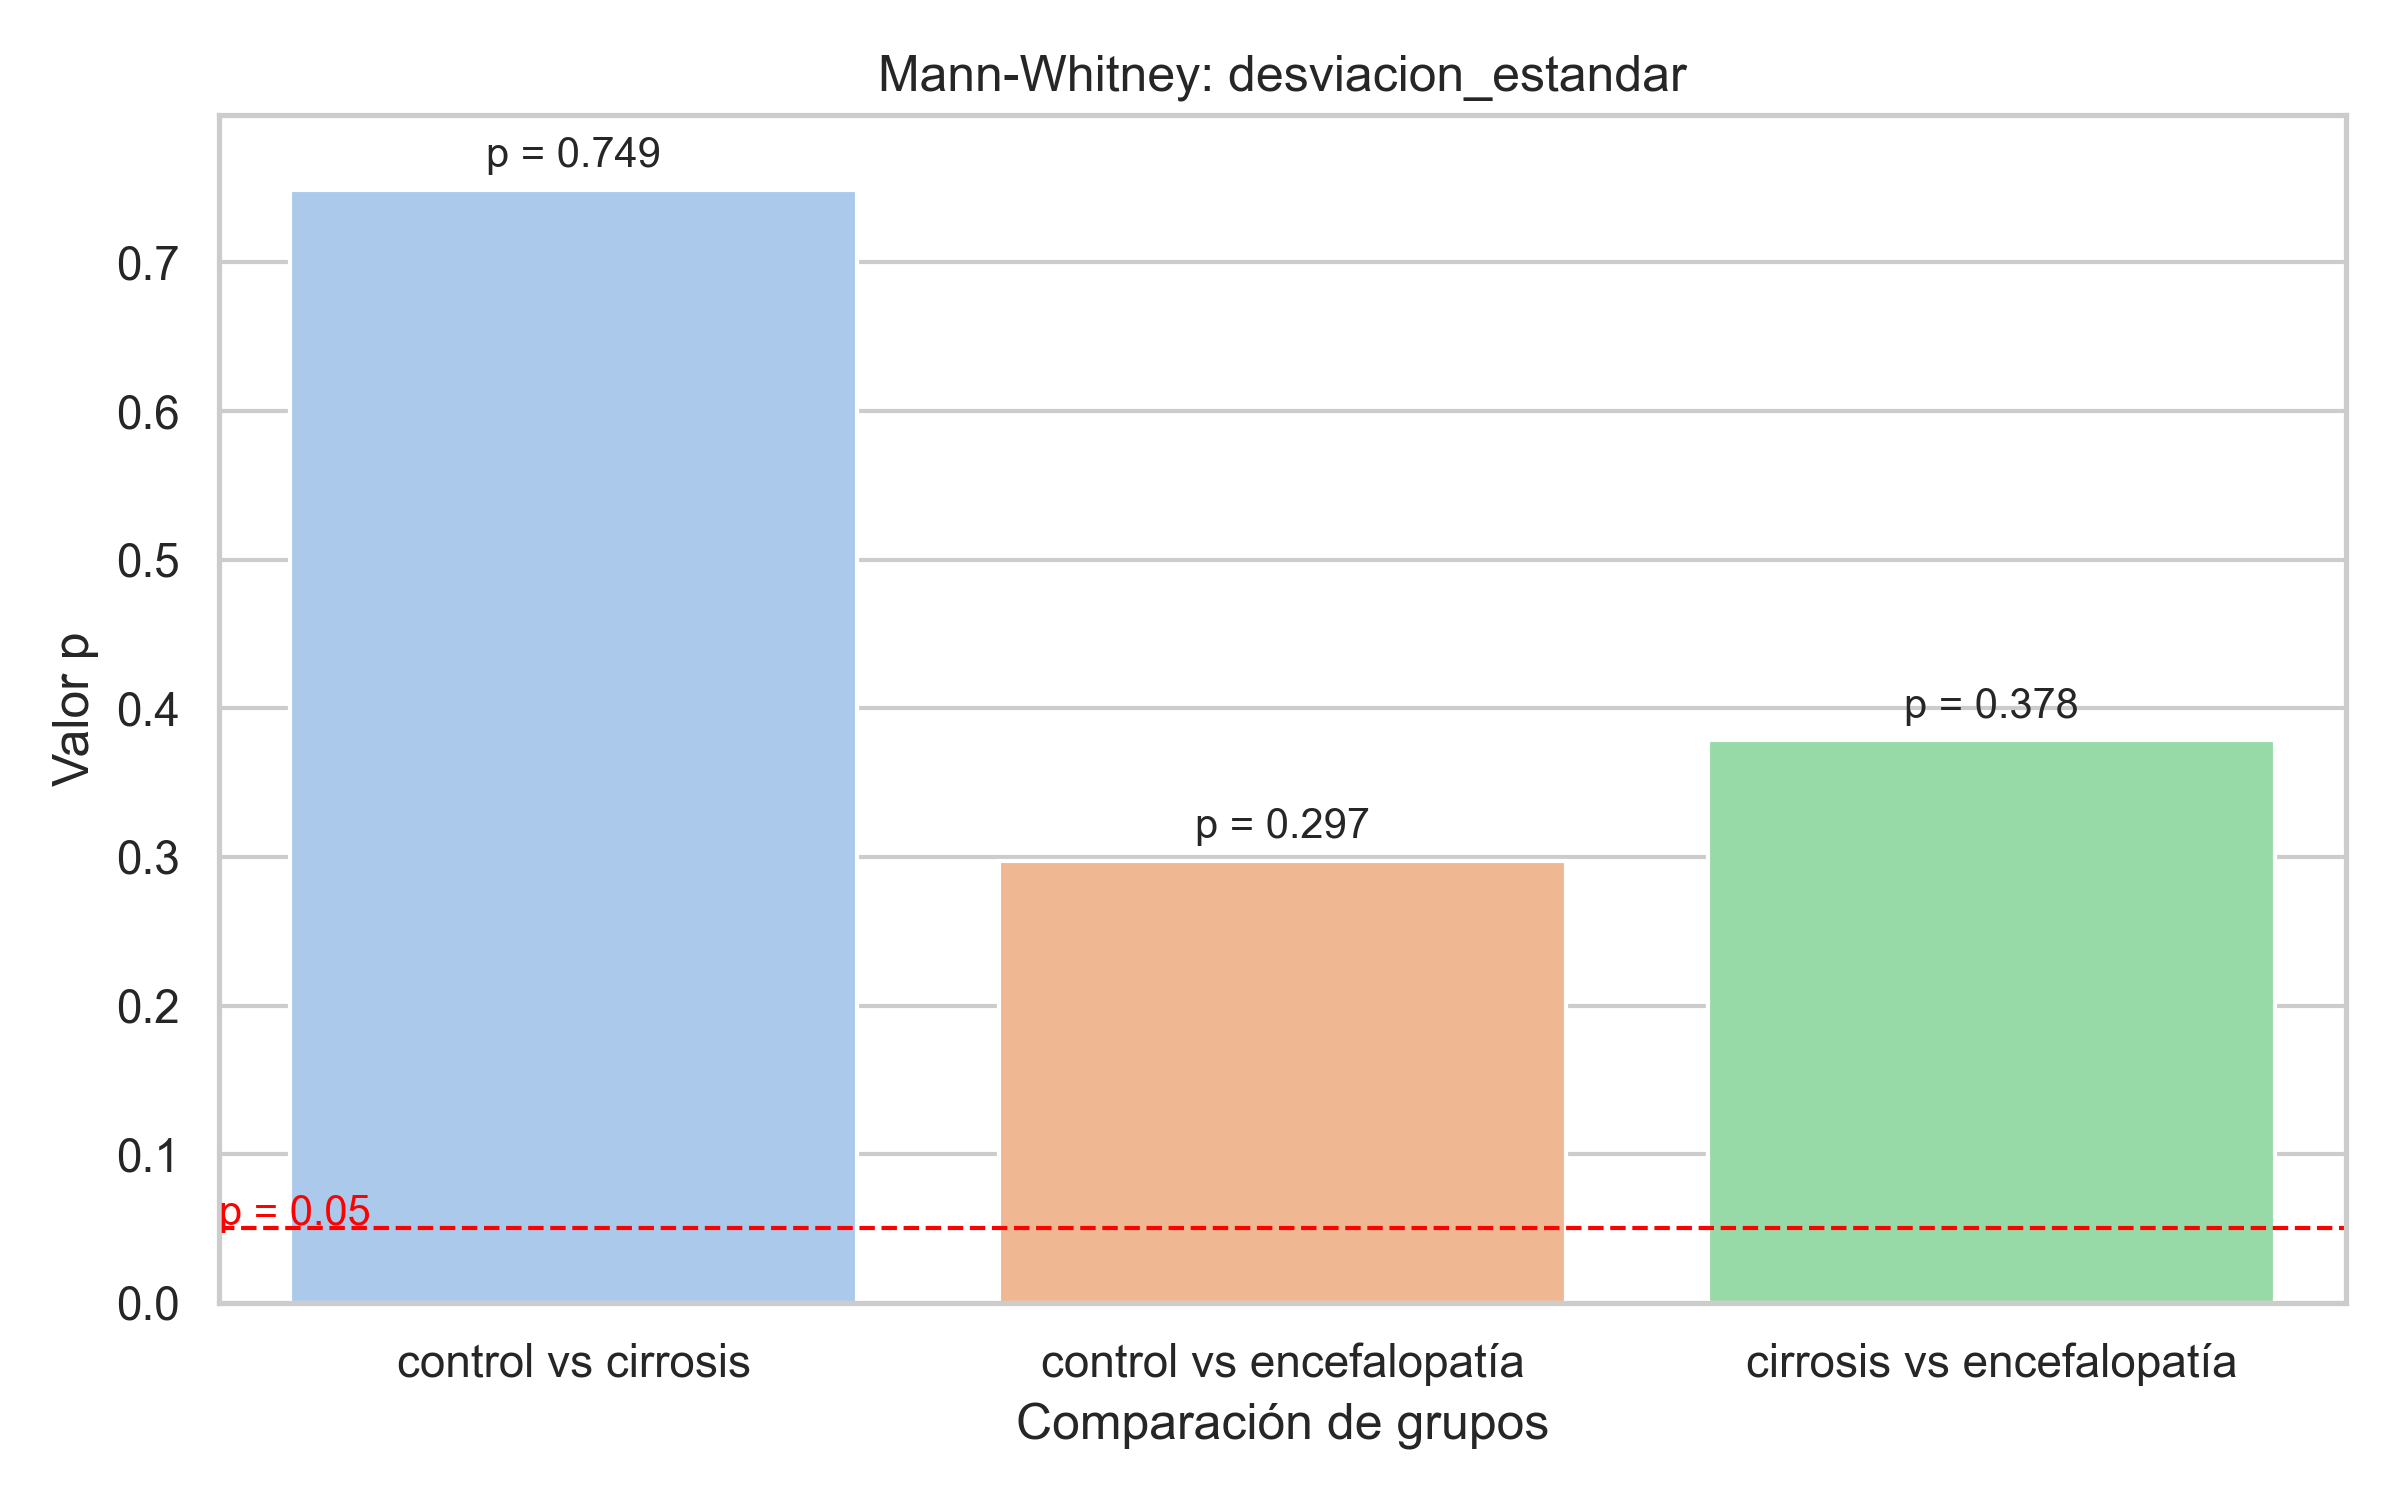 Mann-Whitney: desviacion_estandar
p = 0.749
0.7
0.6
0.5
0.4
0.3
0.2
0.1
0.0
Valor p
p = 0.297
p = 0.378
p = 0.05
control vs cirrosis
control vs encefalopatía
cirrosis vs encefalopatía
Comparación de grupos